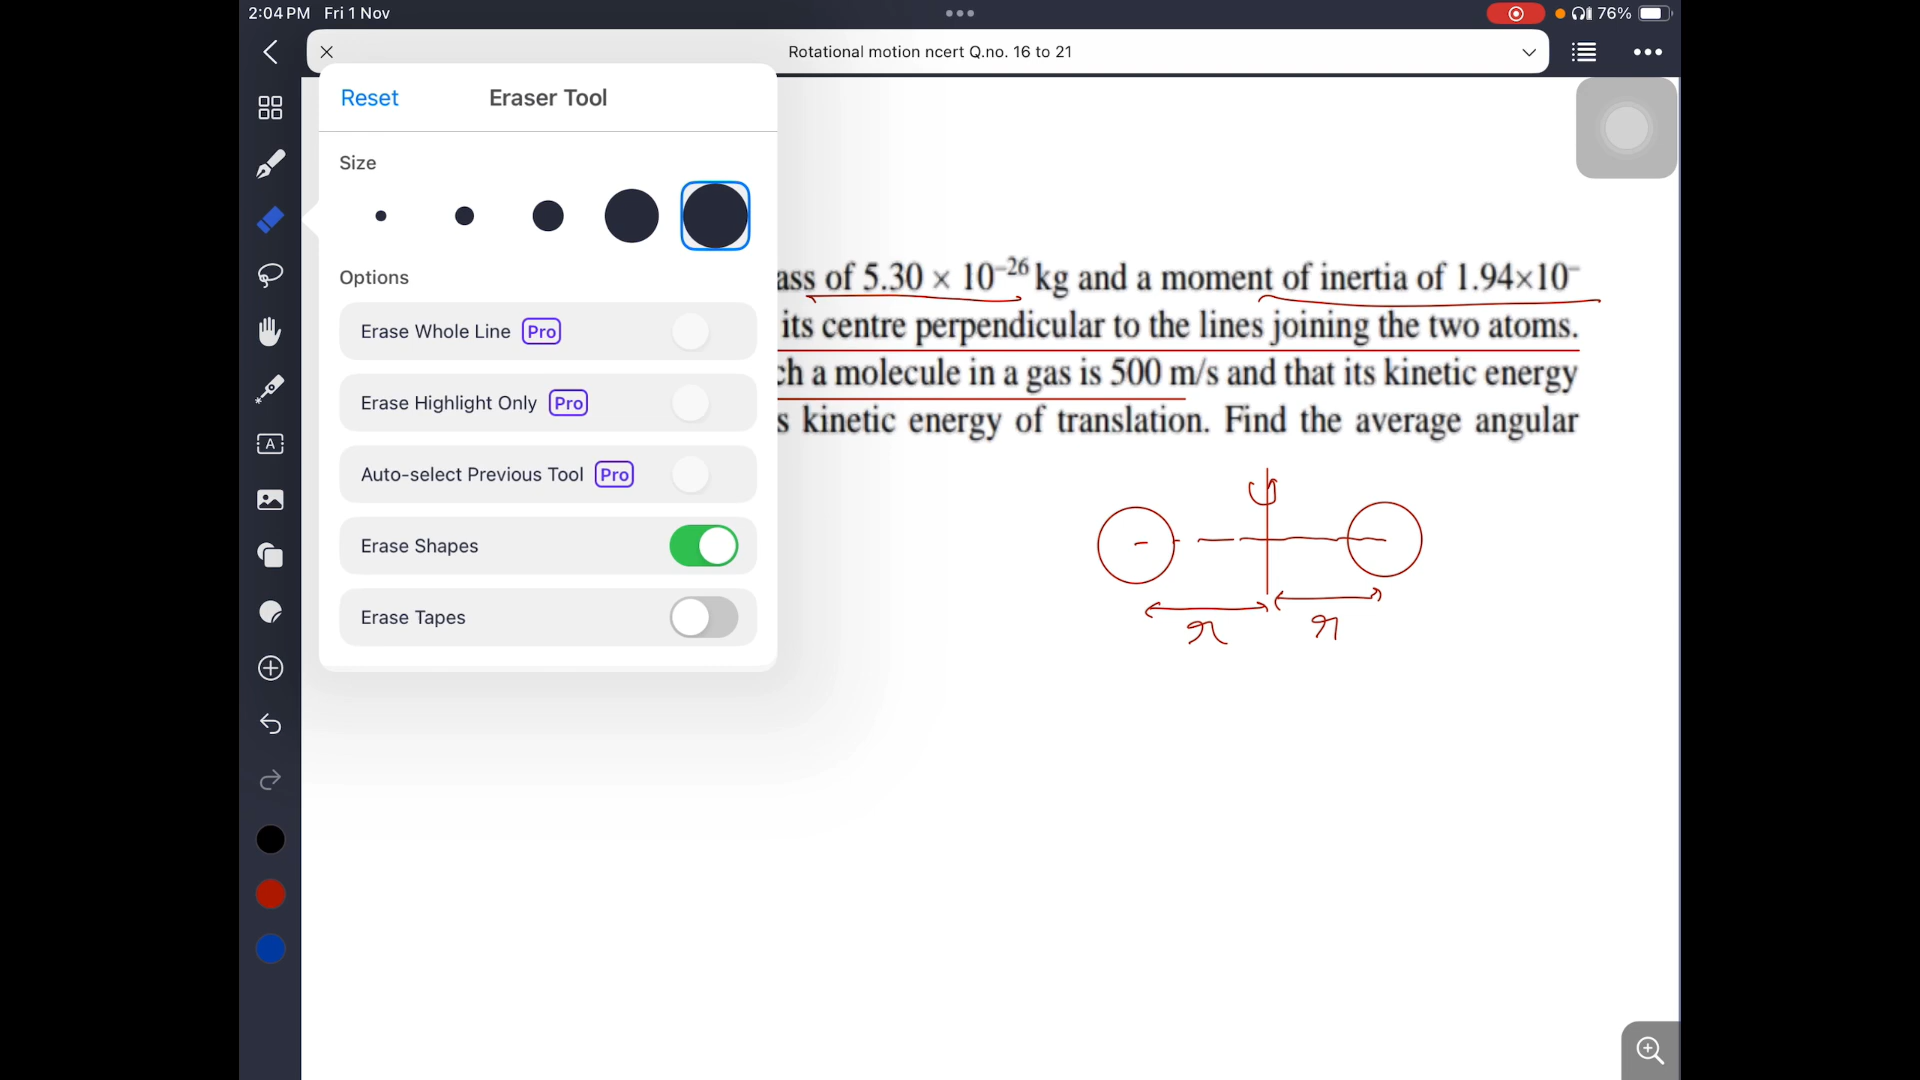 2:04 PM Fri 1 Nov
76%
Rotational motion ncert Q.no. 16 to 21
Reset
Eraser Tool
Size
Options
Erase Whole Line Pro
Erase Highlight Only Pro
Auto-select Previous Tool Pro
Erase Shapes
Erase Tapes
A
ass of 5.30 × 10⁻²⁶ kg and a moment of inertia of 1.94×10⁻
its centre perpendicular to the lines joining the two atoms.
ch a molecule in a gas is 500 m/s and that its kinetic energy
s kinetic energy of translation. Find the average angular
r r